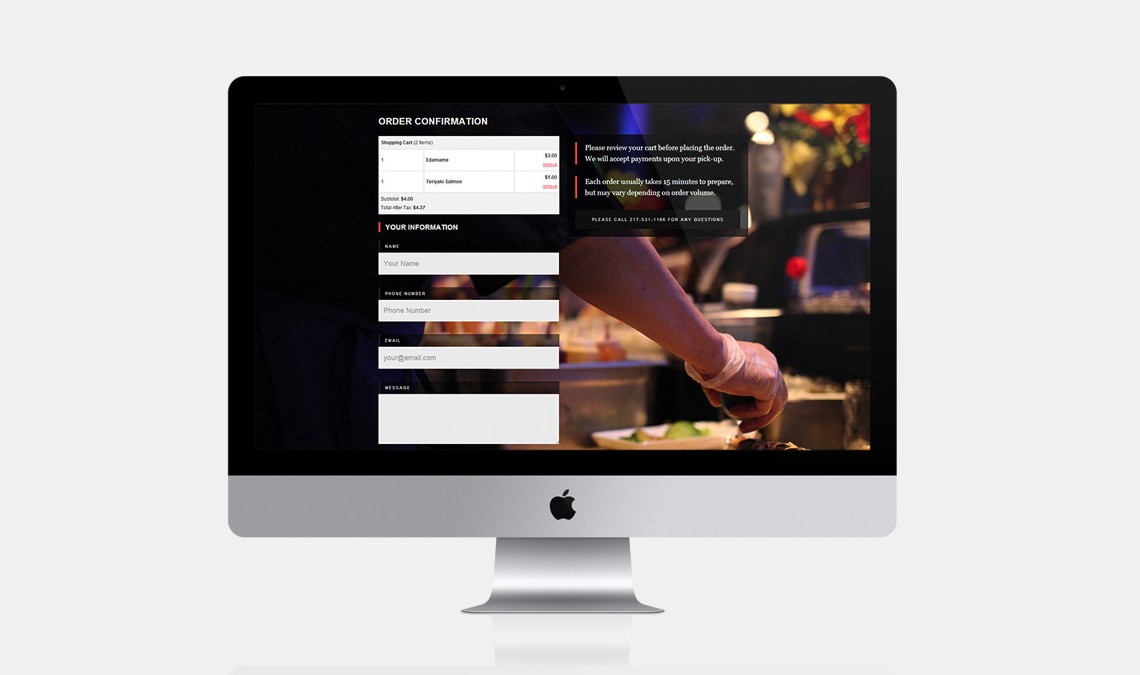 ORDER CONFIRMATION
Shopping Cart (2 Items)
1 Edamame $3.00
remove
1 Teriyaki Salmon $1.00
remove
Subtotal: $4.00
Total After Tax: $4.37
YOUR INFORMATION
NAME
Your Name
PHONE NUMBER
Phone Number
EMAIL
your@email.com
MESSAGE
Please review your cart before placing the order.
We will accept payments upon your pick-up.
Each order usually takes 15 minutes to prepare,
but may vary depending on order volume.
PLEASE CALL 217-531-1166 FOR ANY QUESTIONS